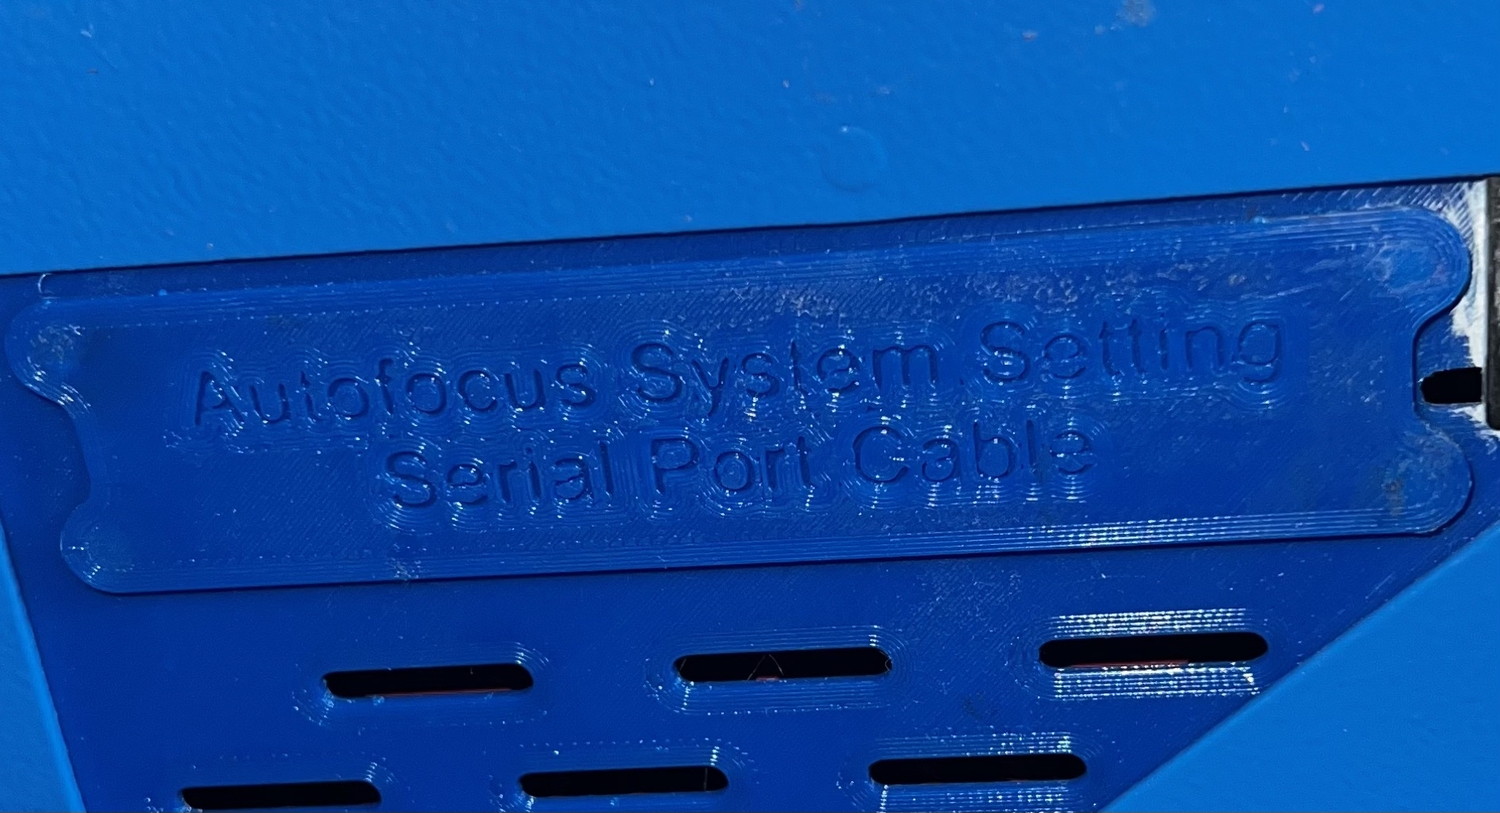 Autofocus System Setting
Serial Port Cable